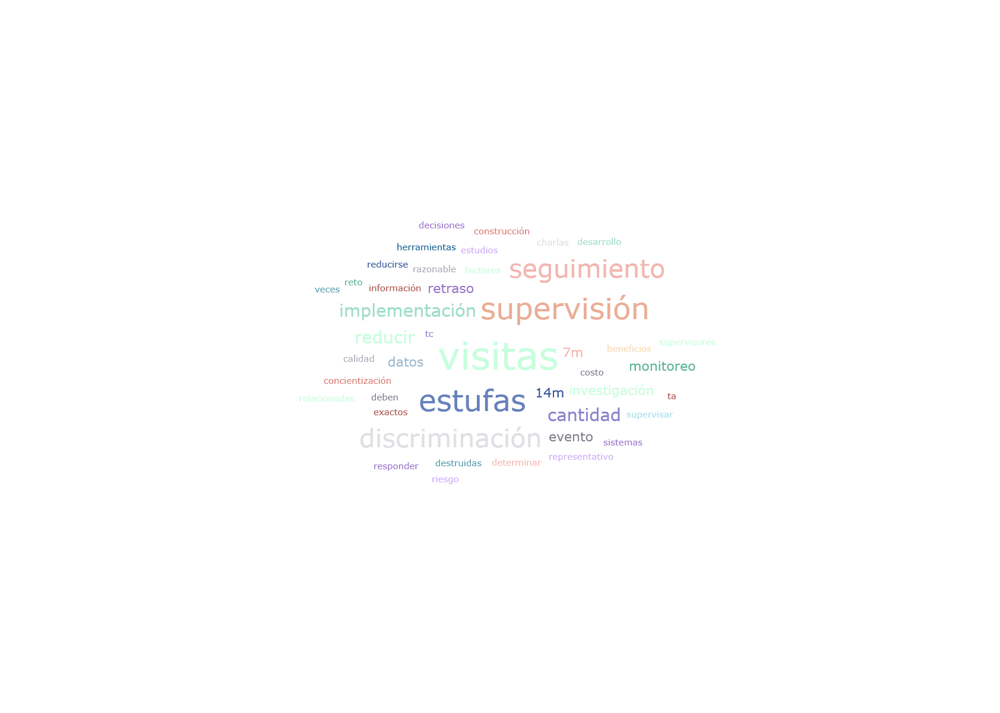 decisiones
construcción
charlas
desarrollo
herramientas
estudios
seguimiento
reducirse
razonable
factores
reto
veces
información
retraso
implementación
supervisión
reducir
tc
visitas
7m
beneficios
supervisores
calidad
datos
monitoreo
costo
concientización
14m
investigación
relacionadas
deben
estufas
ta
exactos
cantidad
supervisar
discriminación
evento
sistemas
representativo
responder
destruidas
determinar
riesgo